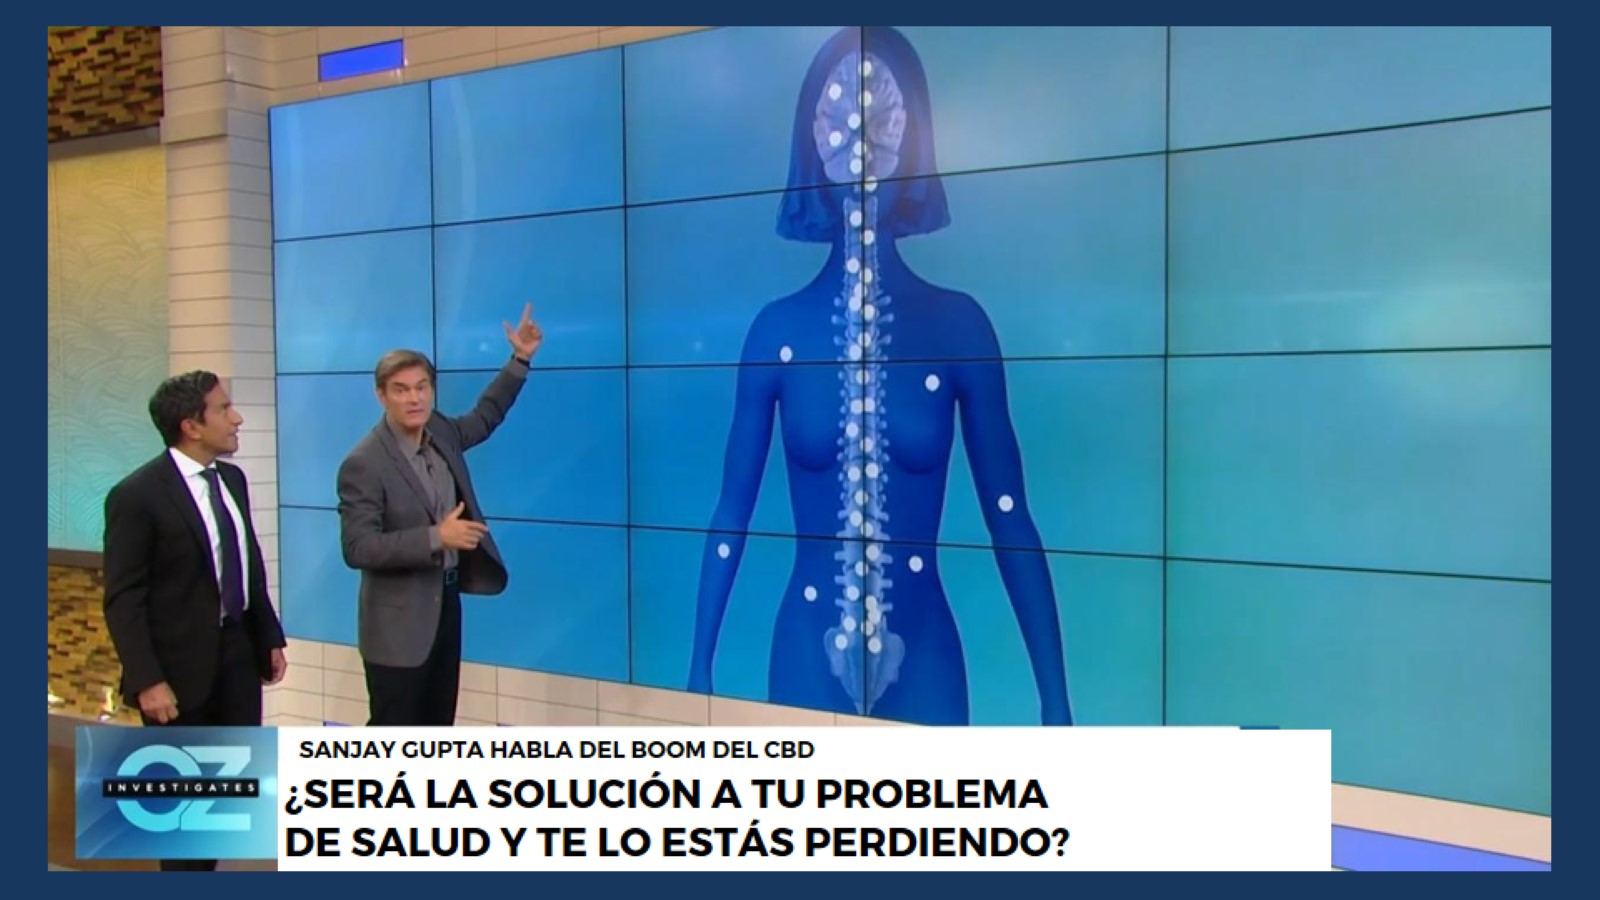 SANJAY GUPTA HABLA DEL BOOM DEL CBD
OZ
INVESTIGATES
¿SERÁ LA SOLUCIÓN A TU PROBLEMA
DE SALUD Y TE LO ESTÁS PERDIENDO?